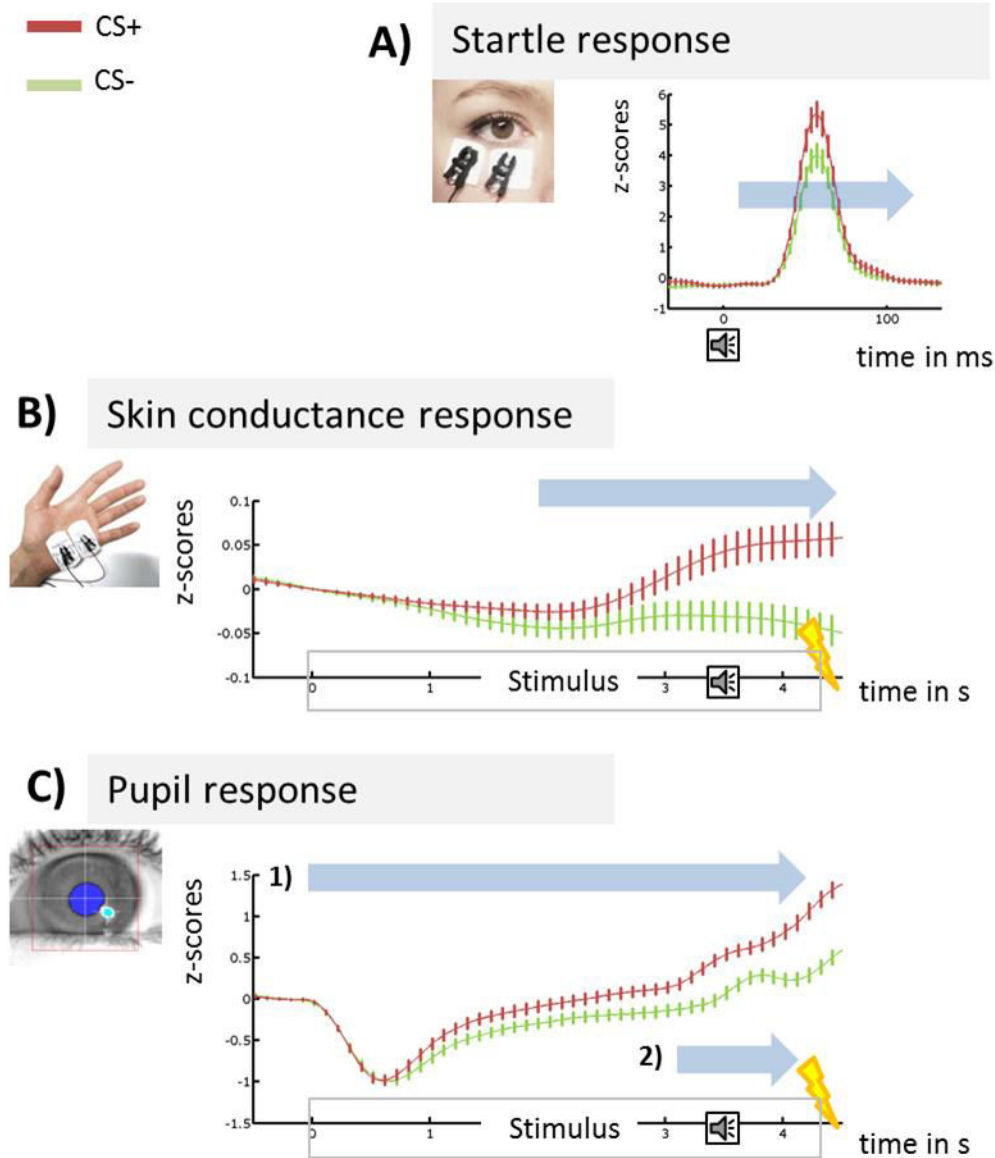 CS+
CS-
A) Startle response
z-scores
6
5
4
3
2
1
0
-1
0 100
time in ms
B) Skin conductance response
z-scores
0.1
0.05
0
-0.05
-0.1
0 1 Stimulus 3 4
time in s
C) Pupil response
z-scores
1.5
1
0.5
0
-0.5
-1
-1.5
1)
2)
0 1 Stimulus 3 4
time in s